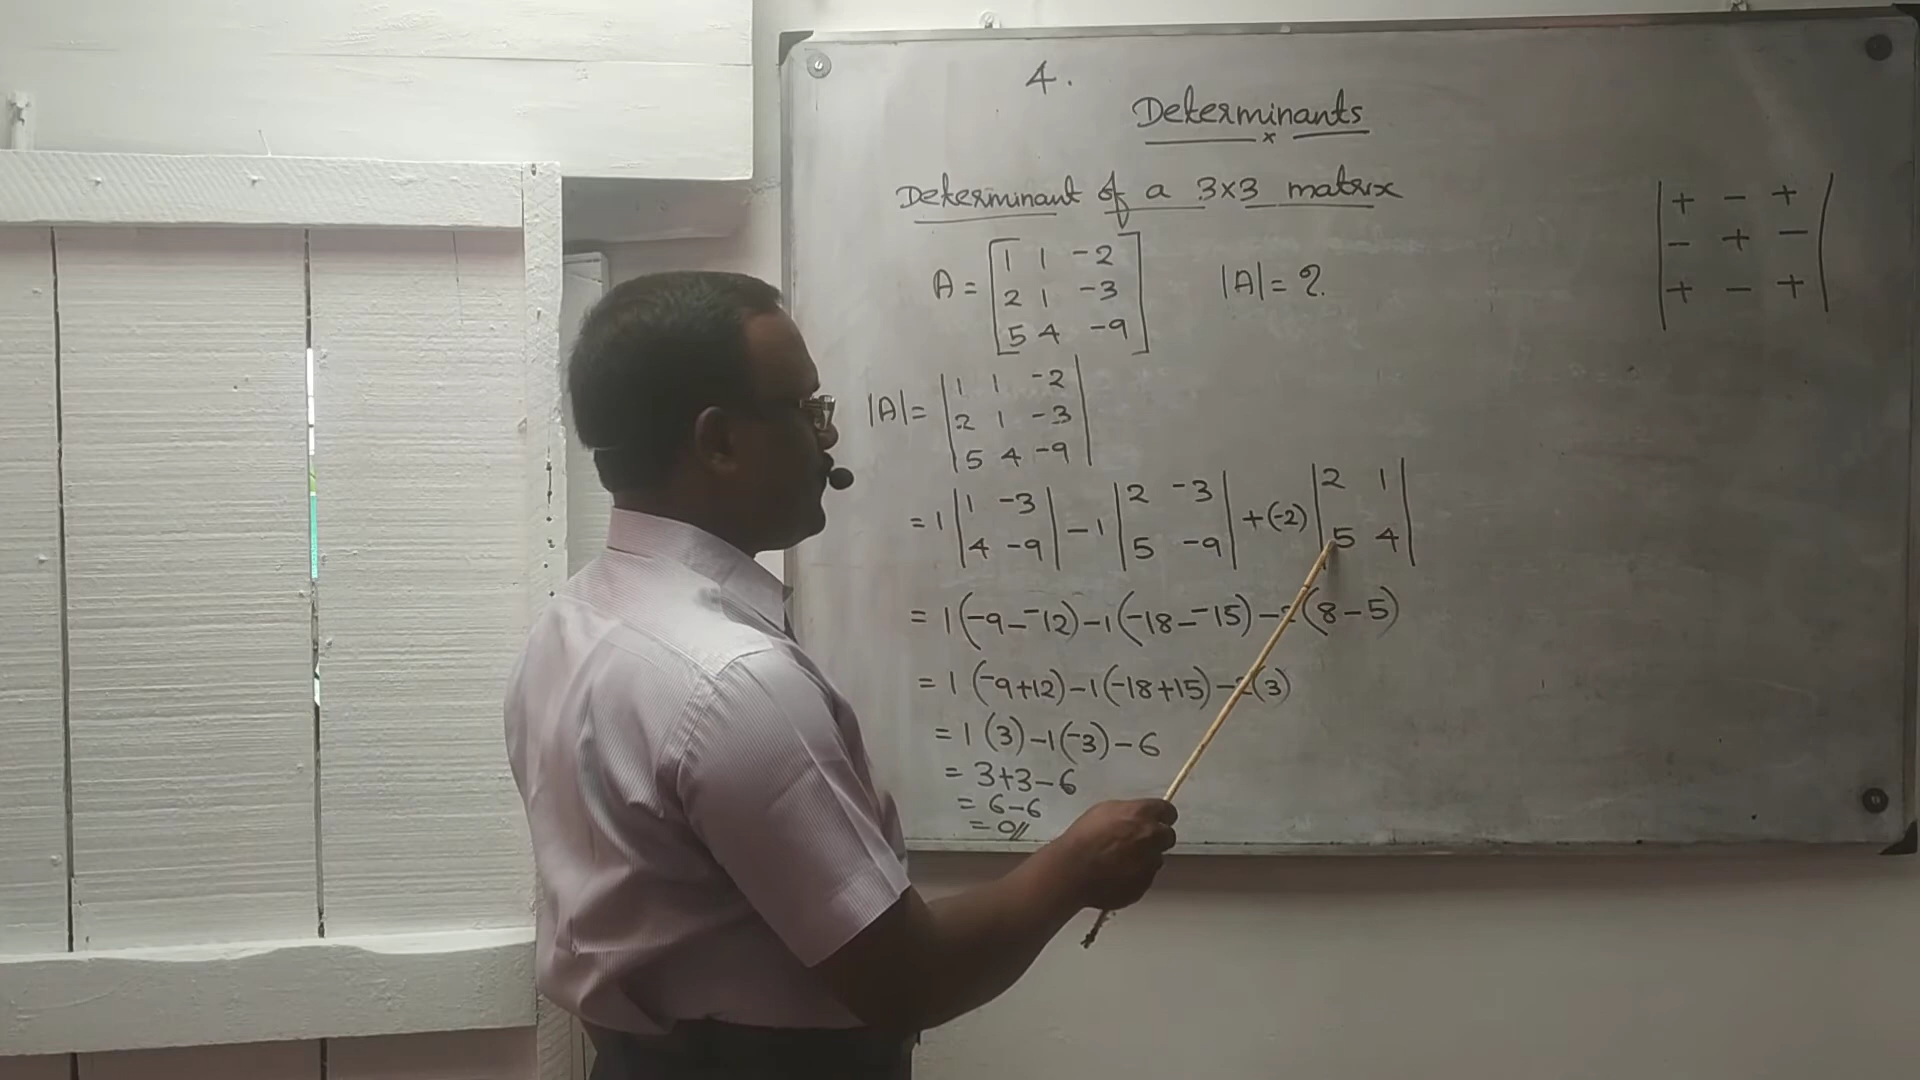 4.
Determinants
Determinant of a 3x3 matrix
A = [1 1 -2
2 1 -3
5 4 -9]
|A| = ?
|+ - +
- + -
+ - +|
|A| = |1 1 -2
2 1 -3
5 4 -9|
= 1 |1 -3 / 4 -9| - 1 |2 -3 / 5 -9| + (-2) |2 1 / 5 4|
= 1(-9 - -12) - 1(-18 - -15) - 2(8 - 5)
= 1(-9+12) - 1(-18+15) - 2(3)
= 1(3) - 1(-3) - 6
= 3+3-6
= 6-6
= 0//